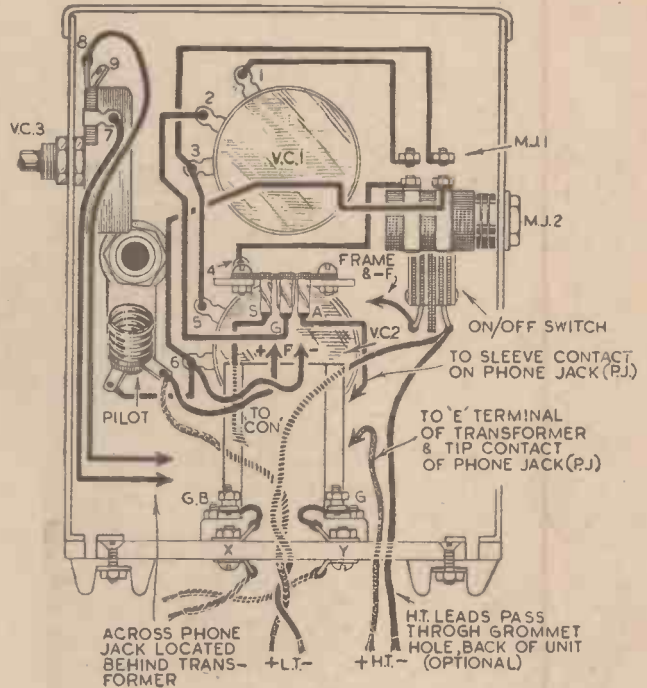 8
9
7
V.C.3
1
2
3
V.C.1
M.J.1
M.J.2
4
5
6
S
G
A
FRAME
&-F
+ F -
V.C2
ON/OFF SWITCH
TO SLEEVE CONTACT
ON PHONE JACK (P.J.)
PILOT
TO
CON.
TO 'E' TERMINAL
OF TRANSFORMER
& TIP CONTACT
OF PHONE JACK (P.J)
G.B
G
X
Y
ACROSS PHONE
JACK LOCATED
BEHIND TRANS-
FORMER
+L.T.-
+H.T.-
H.T. LEADS PASS
THROGH GROMMET
HOLE, BACK OF UNIT
(OPTIONAL)